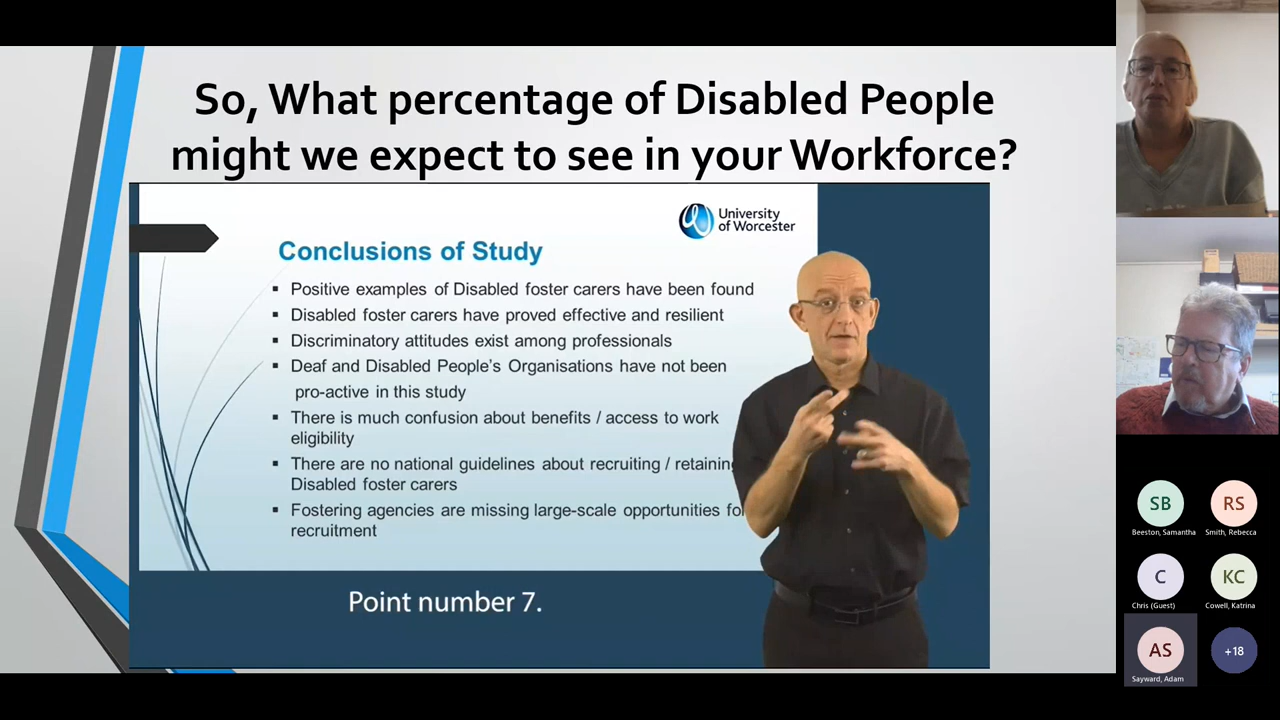 So, What percentage of Disabled People
might we expect to see in your Workforce?
University
of Worcester
Conclusions of Study
▪ Positive examples of Disabled foster carers have been found
▪ Disabled foster carers have proved effective and resilient
▪ Discriminatory attitudes exist among professionals
▪ Deaf and Disabled People's Organisations have not been
pro-active in this study
▪ There is much confusion about benefits / access to work
eligibility
▪ There are no national guidelines about recruiting / retaining
Disabled foster carers
▪ Fostering agencies are missing large-scale opportunities for
recruitment
Point number 7.
SB
Beeston, Samantha
RS
Smith, Rebecca
C
Chris (Guest)
KC
Cowell, Katrina
AS
Sayward, Adam
+18